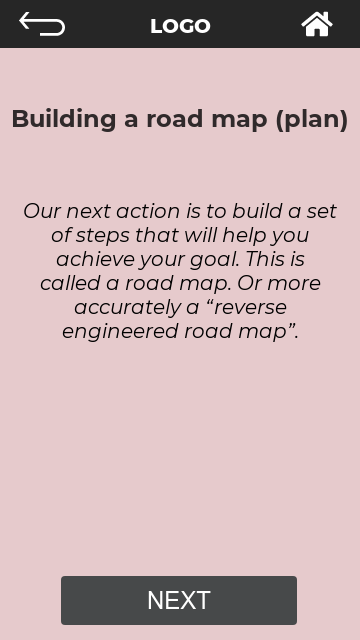 LOGO
Building a road map (plan)
Our next action is to build a set
of steps that will help you
achieve your goal. This is
called a road map. Or more
accurately a “reverse
engineered road map”.
NEXT